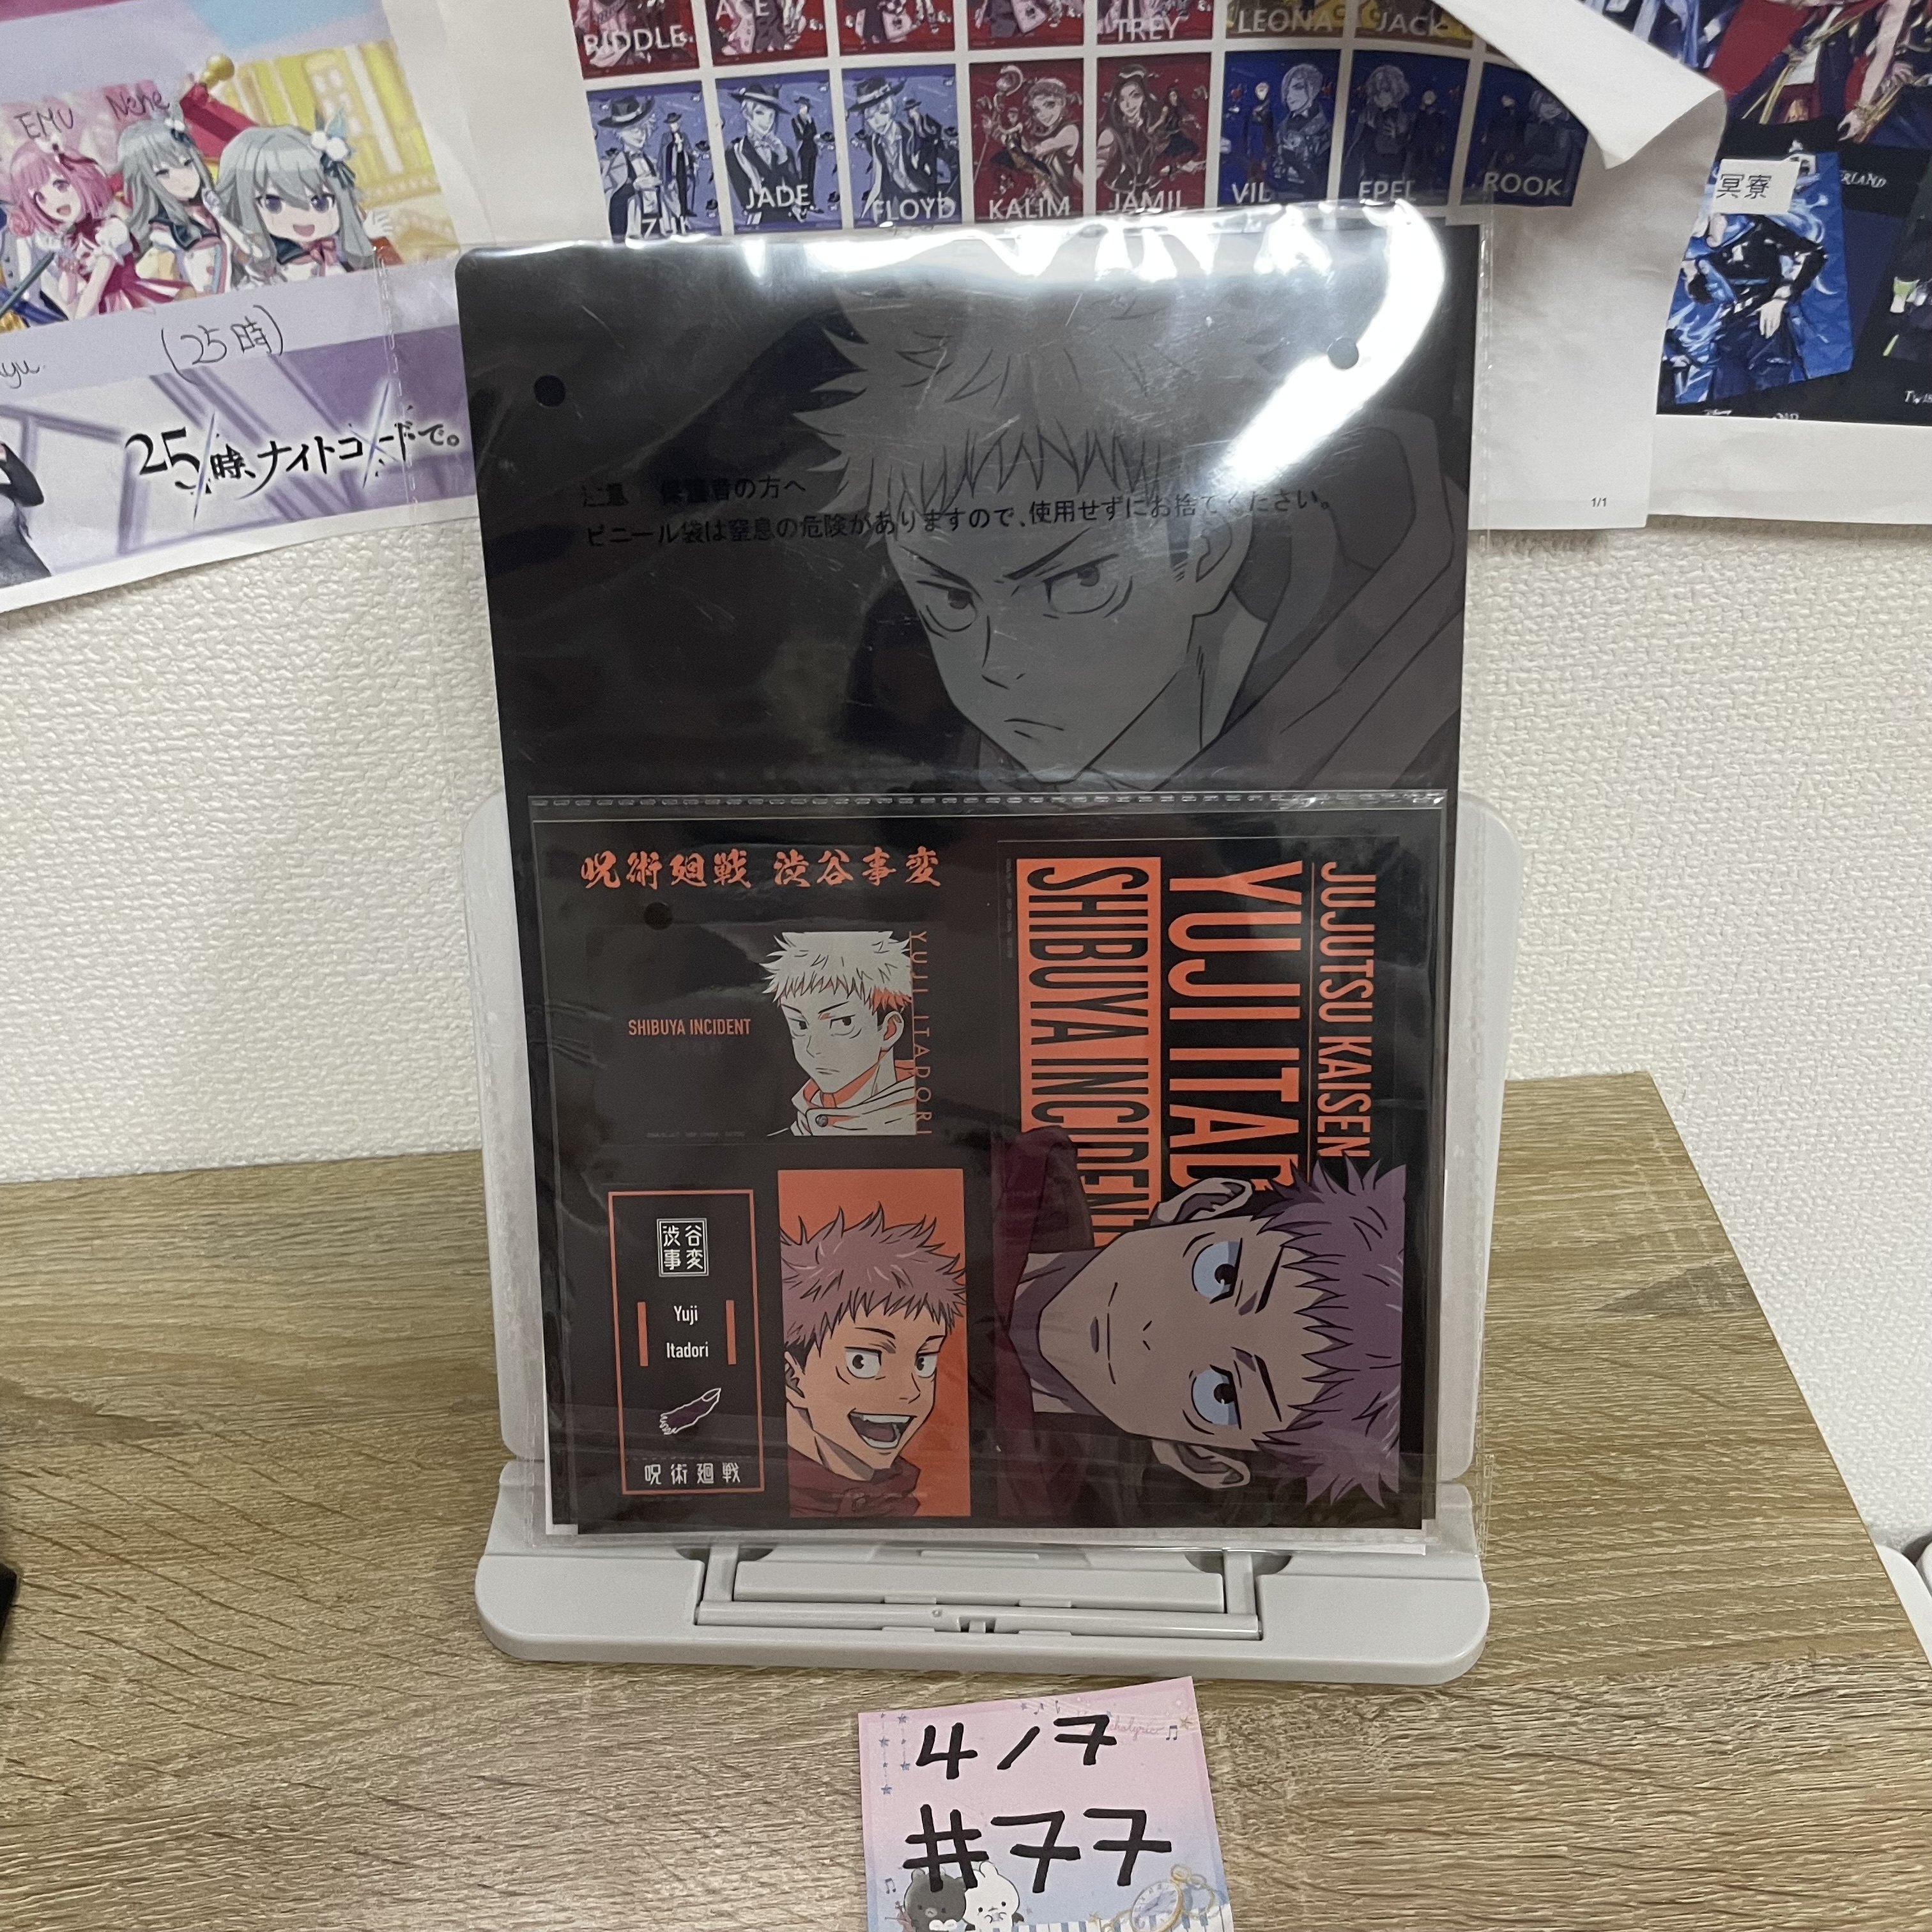 RIDDLE
ACE
TREY
LEONA
JACK
JADE
FLOYD
KALIM
JAMIL
VIL
EPEL
ROOK
EMU Nene
(25時)
25時、ナイトコードで。
冥寮
1/1
保護者の方へ
ビニール袋は窒息の危険がありますので、使用せずにお捨てください。
呪術廻戦 渋谷事変
SHIBUYA INCIDENT
YUJI ITADORI
渋谷
事変
Yuji
Itadori
呪術廻戦
JUJUTSU KAISEN
YUJI ITAD
SHIBUYA INCIDENT
4/7
#77